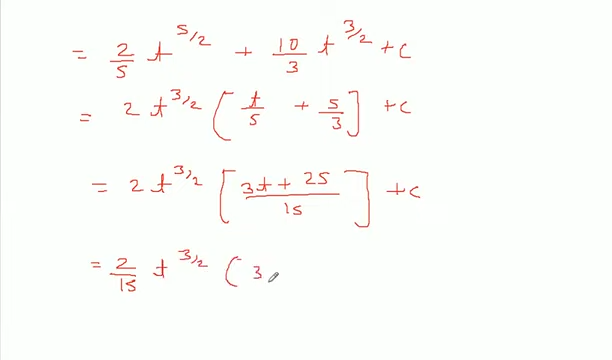 = 2/5 t^5/2 + 10/3 t^3/2 + c
= 2 t^3/2 [ t/5 + 5/3 ] + c
= 2 t^3/2 [ 3t + 25 / 15 ] + c
= 2/15 t^3/2 ( 3